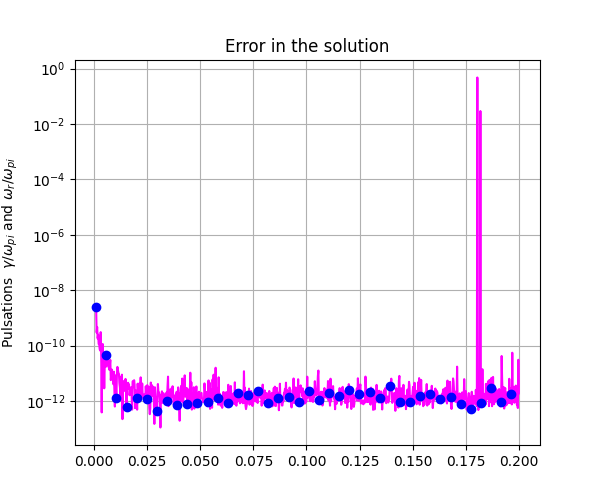 Error in the solution
Pulsations γ/ω_pi and ω_r/ω_pi
10^0
10^-2
10^-4
10^-6
10^-8
10^-10
10^-12
0.000 0.025 0.050 0.075 0.100 0.125 0.150 0.175 0.200